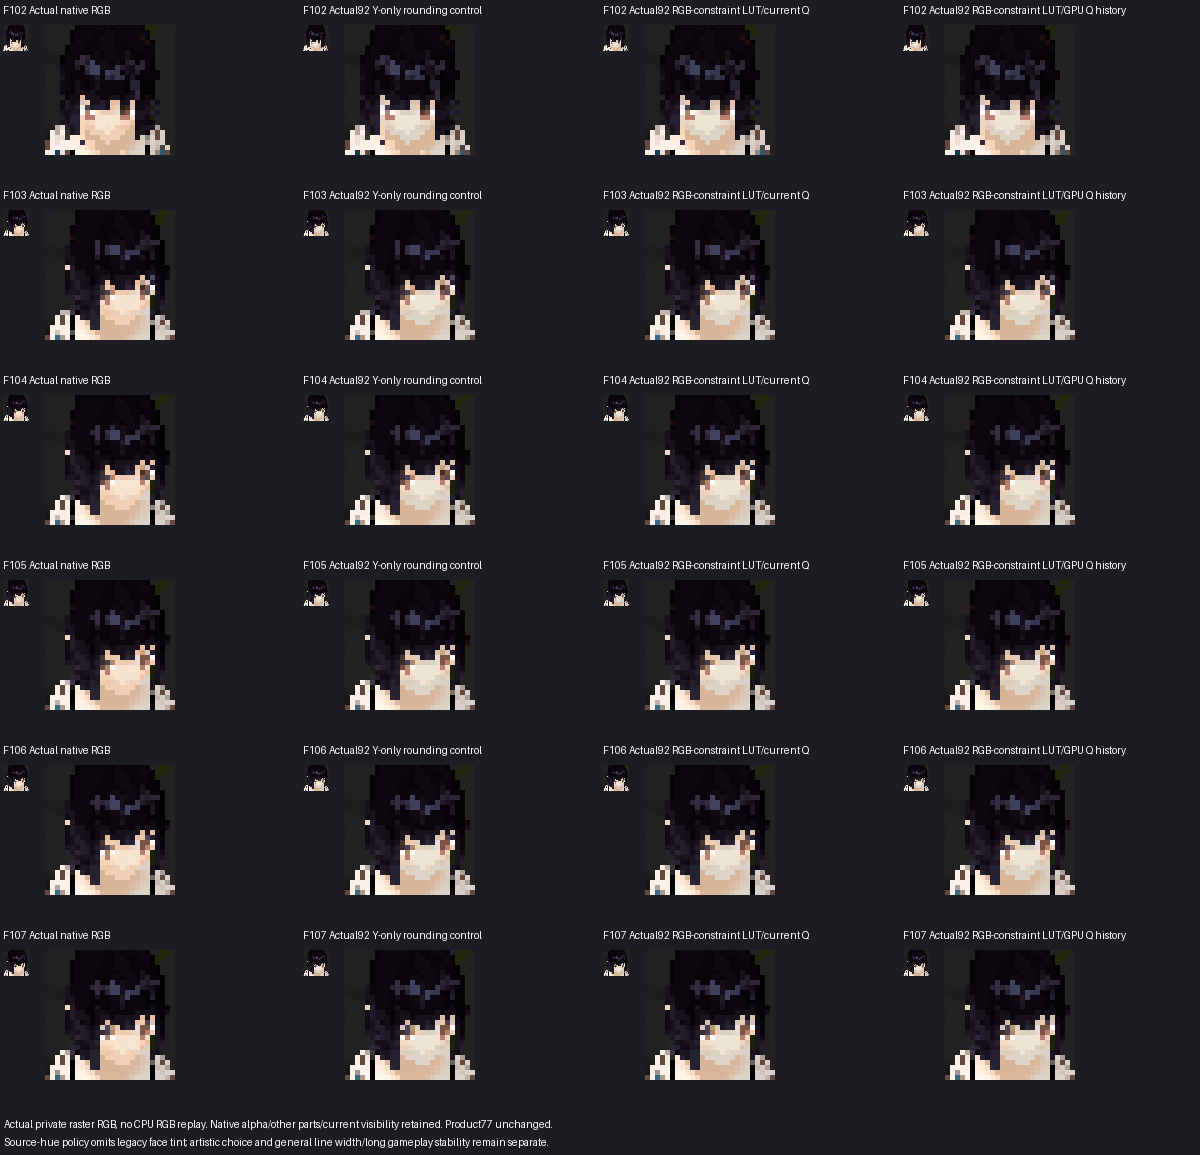 F102 Actual native RGB
F102 Actual92 Y-only rounding control
F102 Actual92 RGB-constraint LUT/current Q
F102 Actual92 RGB-constraint LUT/GPU Q history
F103 Actual native RGB
F103 Actual92 Y-only rounding control
F103 Actual92 RGB-constraint LUT/current Q
F103 Actual92 RGB-constraint LUT/GPU Q history
F104 Actual native RGB
F104 Actual92 Y-only rounding control
F104 Actual92 RGB-constraint LUT/current Q
F104 Actual92 RGB-constraint LUT/GPU Q history
F105 Actual native RGB
F105 Actual92 Y-only rounding control
F105 Actual92 RGB-constraint LUT/current Q
F105 Actual92 RGB-constraint LUT/GPU Q history
F106 Actual native RGB
F106 Actual92 Y-only rounding control
F106 Actual92 RGB-constraint LUT/current Q
F106 Actual92 RGB-constraint LUT/GPU Q history
F107 Actual native RGB
F107 Actual92 Y-only rounding control
F107 Actual92 RGB-constraint LUT/current Q
F107 Actual92 RGB-constraint LUT/GPU Q history
Actual private raster RGB, no CPU RGB replay. Native alpha/other parts/current visibility retained. Product77 unchanged.
Source-hue policy omits legacy face tint; artistic choice and general line width/long gameplay stability remain separate.